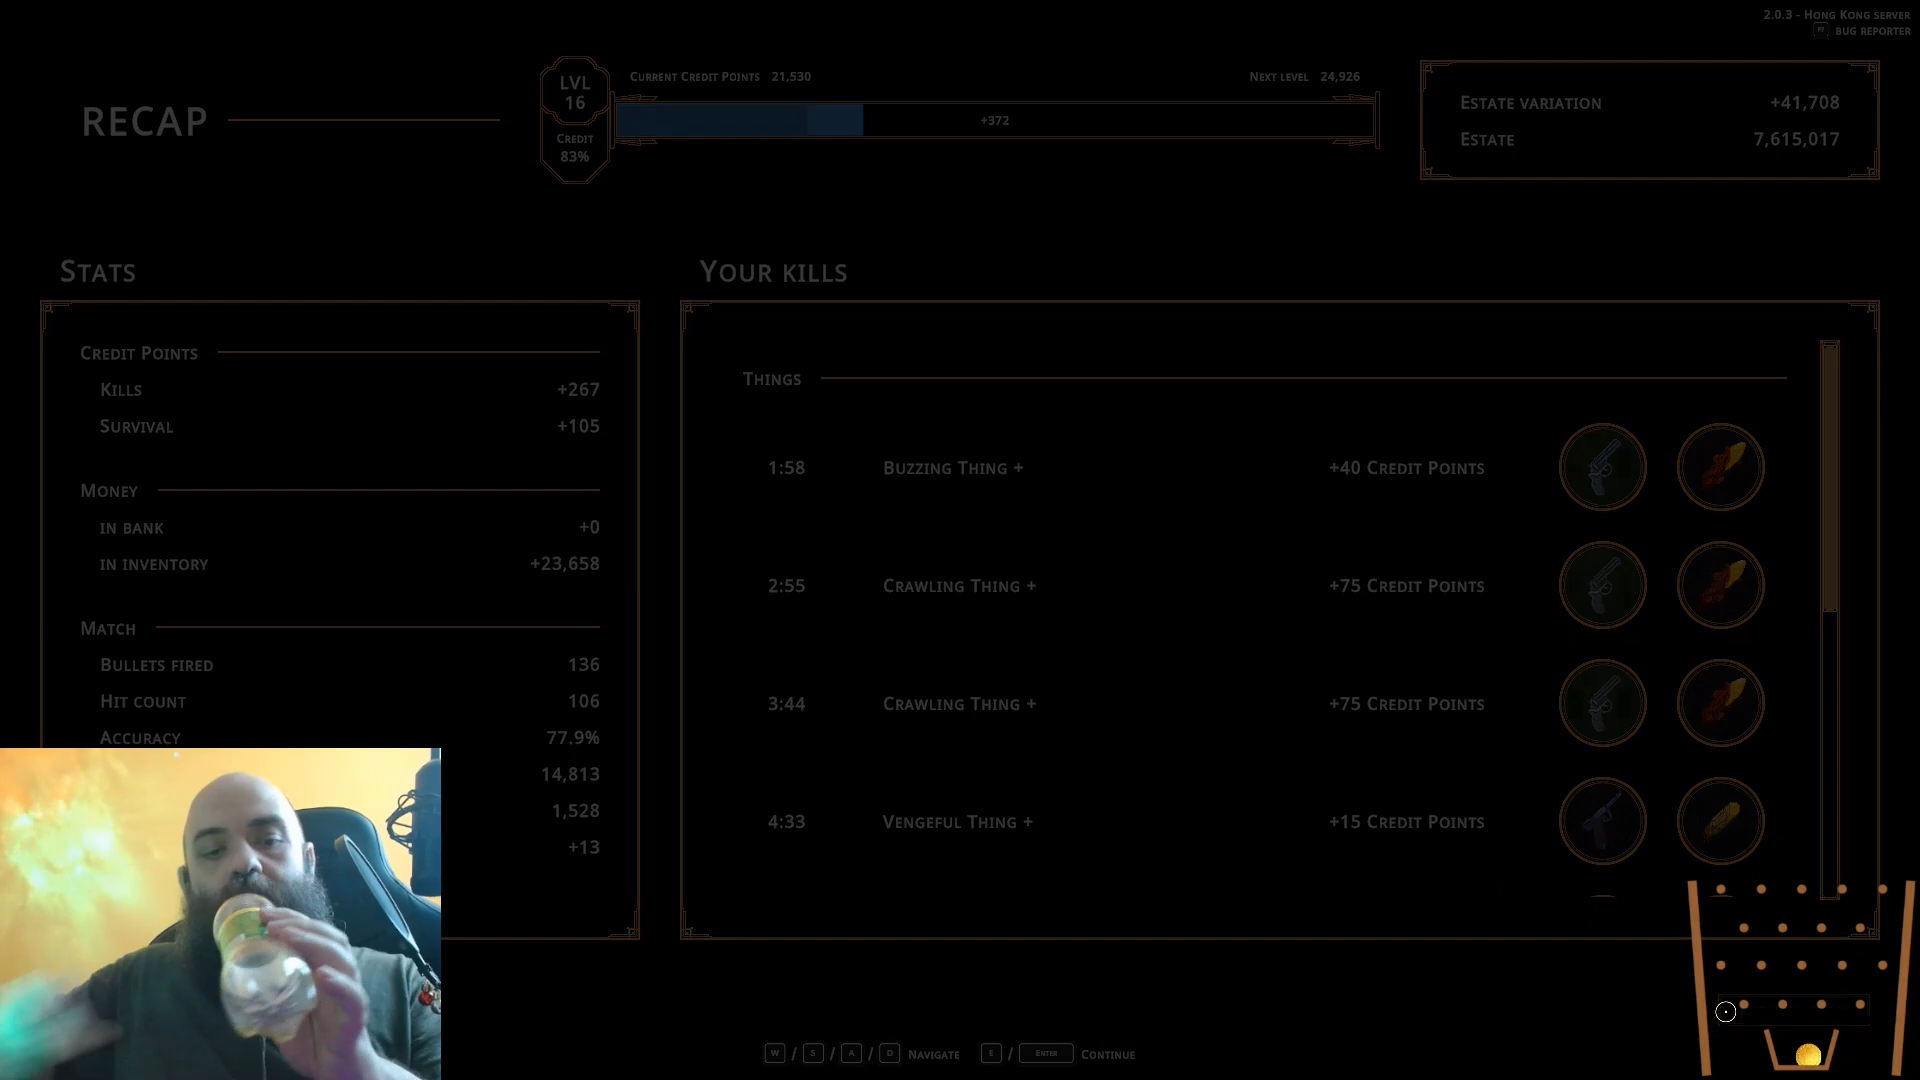 2.0.3 - Hong Kong server
F7 bug reporter
RECAP
LVL
16
Credit
83%
Current Credit Points 21,530
Next level 24,926
+372
Estate variation +41,708
Estate 7,615,017
Stats
Credit Points
Kills +267
Survival +105
Money
in bank +0
in inventory +23,658
Match
Bullets fired 136
Hit count 106
Accuracy 77.9%
14,813
1,528
+13
Your kills
Things
1:58 Buzzing Thing + +40 Credit Points
2:55 Crawling Thing + +75 Credit Points
3:44 Crawling Thing + +75 Credit Points
4:33 Vengeful Thing + +15 Credit Points
W / S / A / D Navigate E / Enter Continue